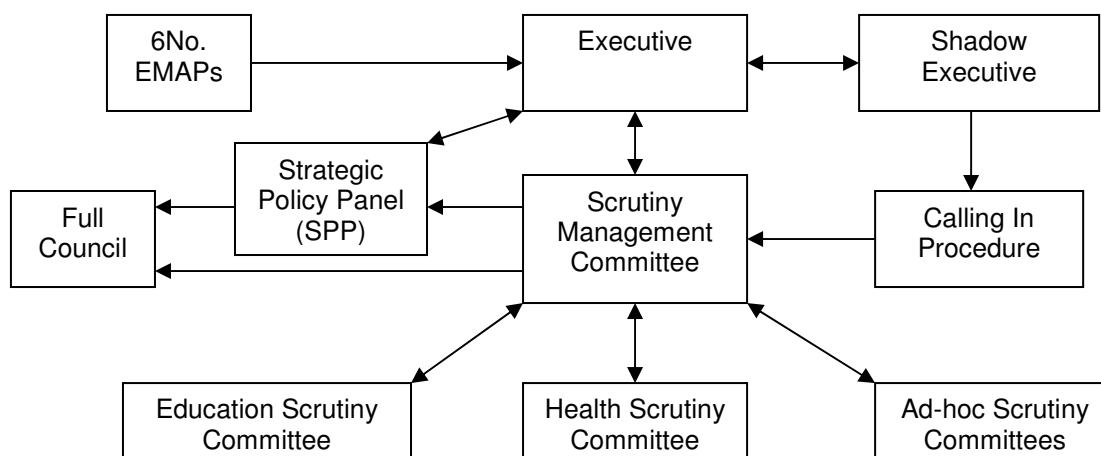 6No.
EMAPs
Executive
Shadow
Executive
Strategic
Policy Panel
(SPP)
Full
Council
Scrutiny
Management
Committee
Calling In
Procedure
Education Scrutiny
Committee
Health Scrutiny
Committee
Ad-hoc Scrutiny
Committees